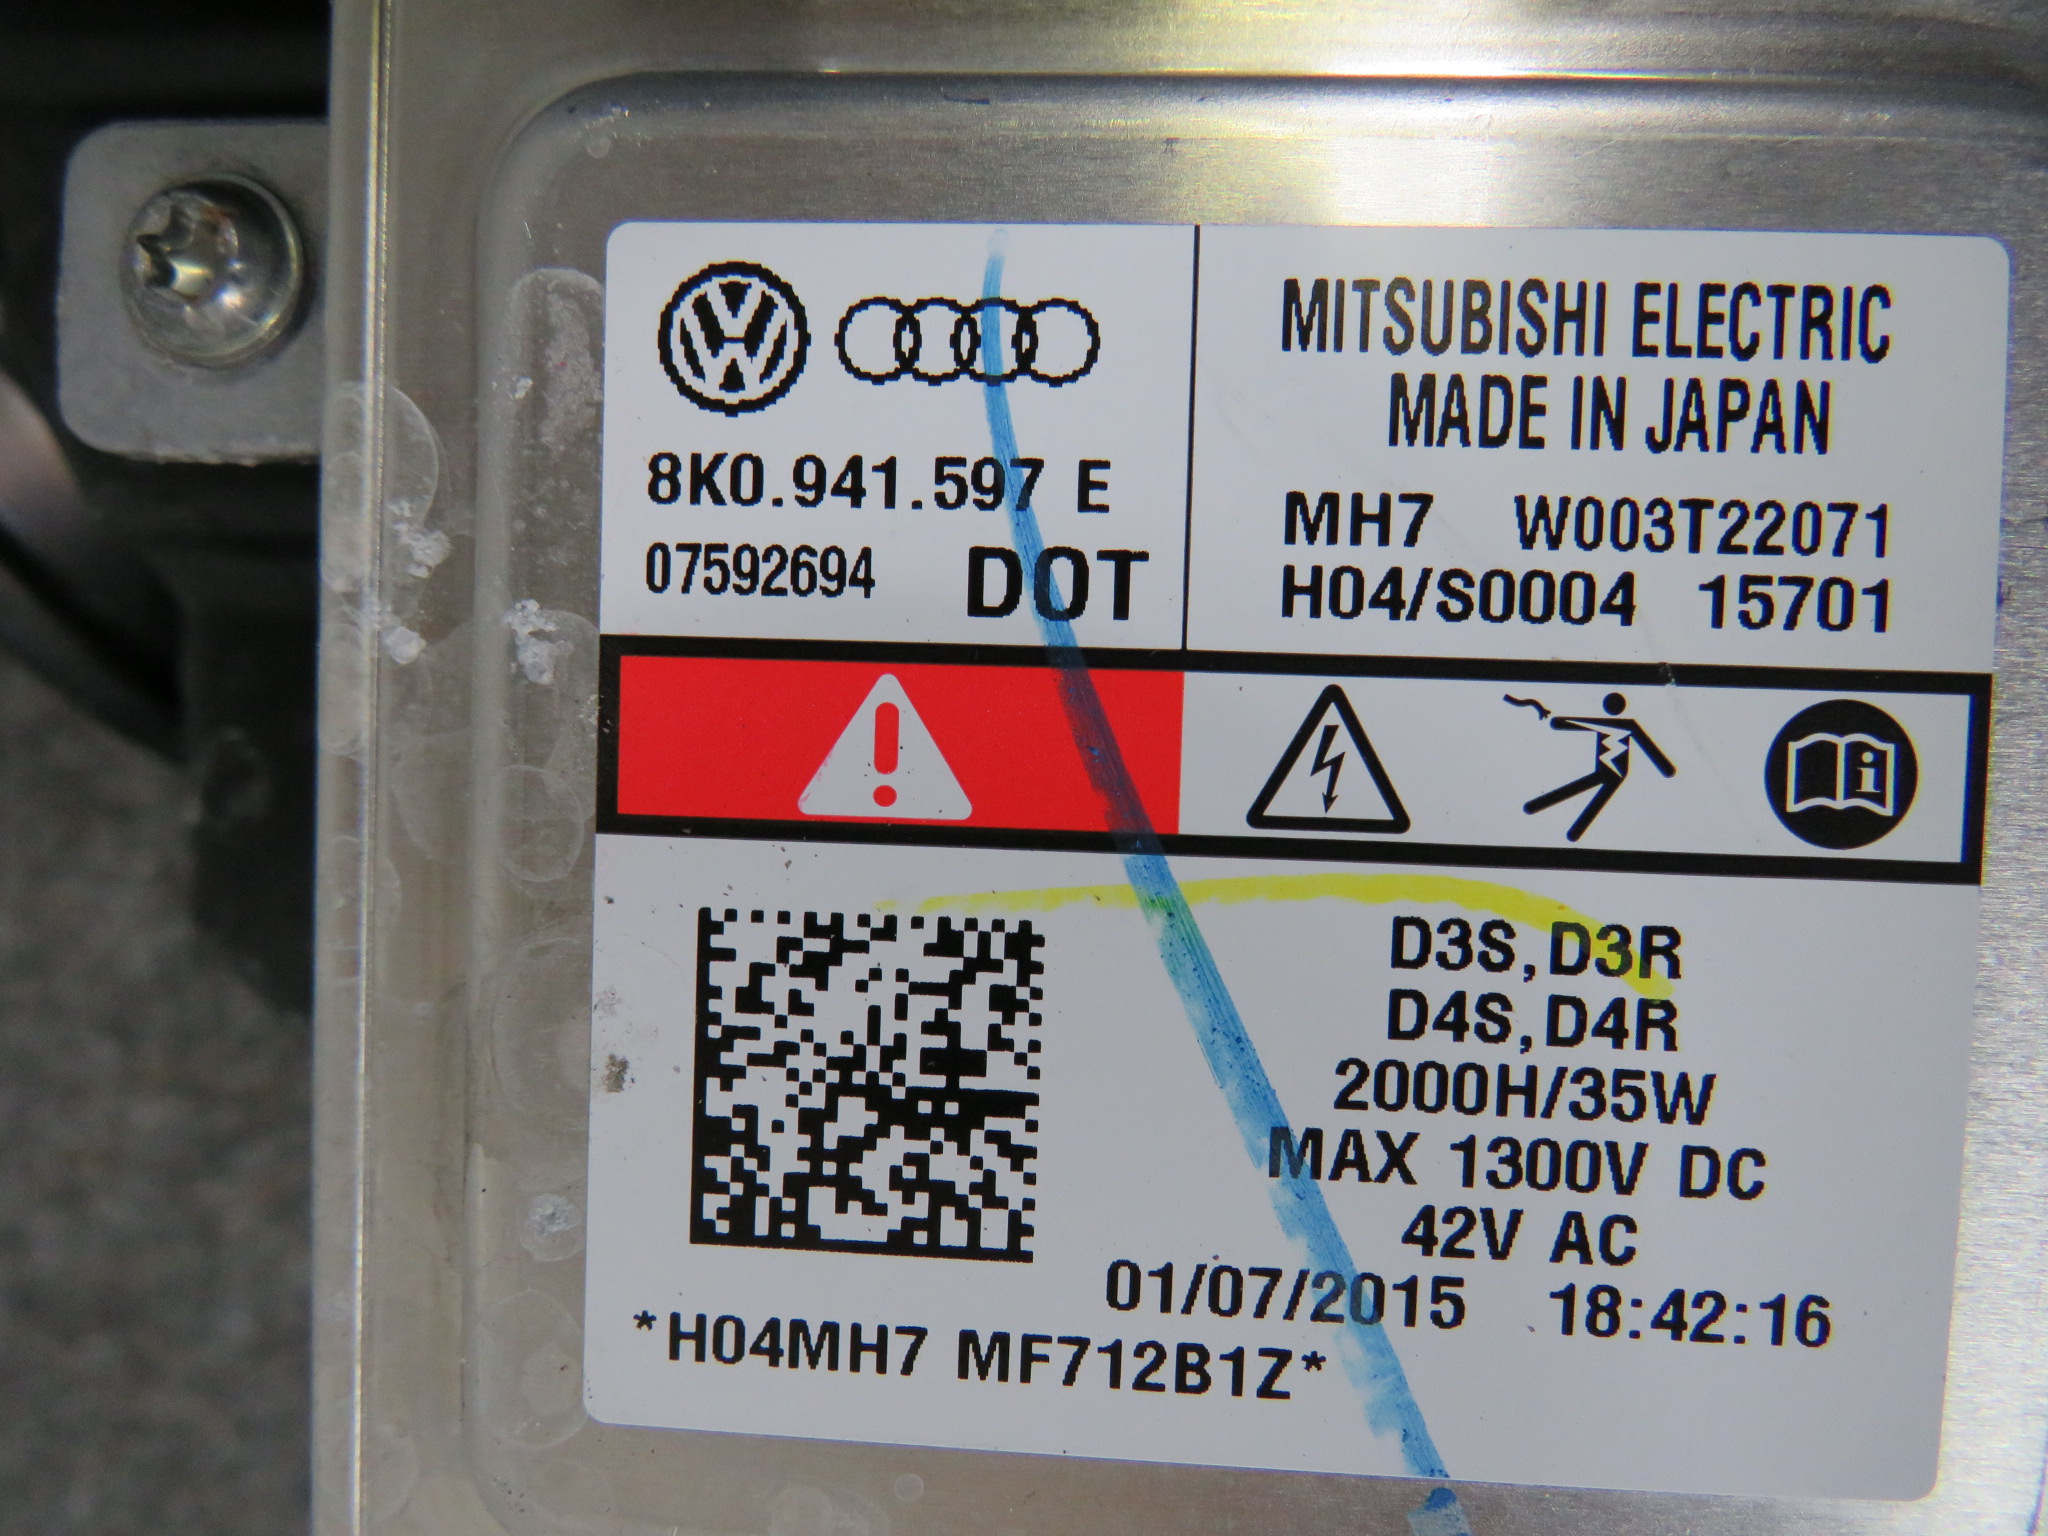 8K0.941.597 E
07592694 DOT
MITSUBISHI ELECTRIC
MADE IN JAPAN
MH7 W003T22071
H04/S0004 15701
D3S,D3R
D4S,D4R
2000H/35W
MAX 1300V DC
42V AC
01/07/2015 18:42:16
*H04MH7 MF712B1Z*